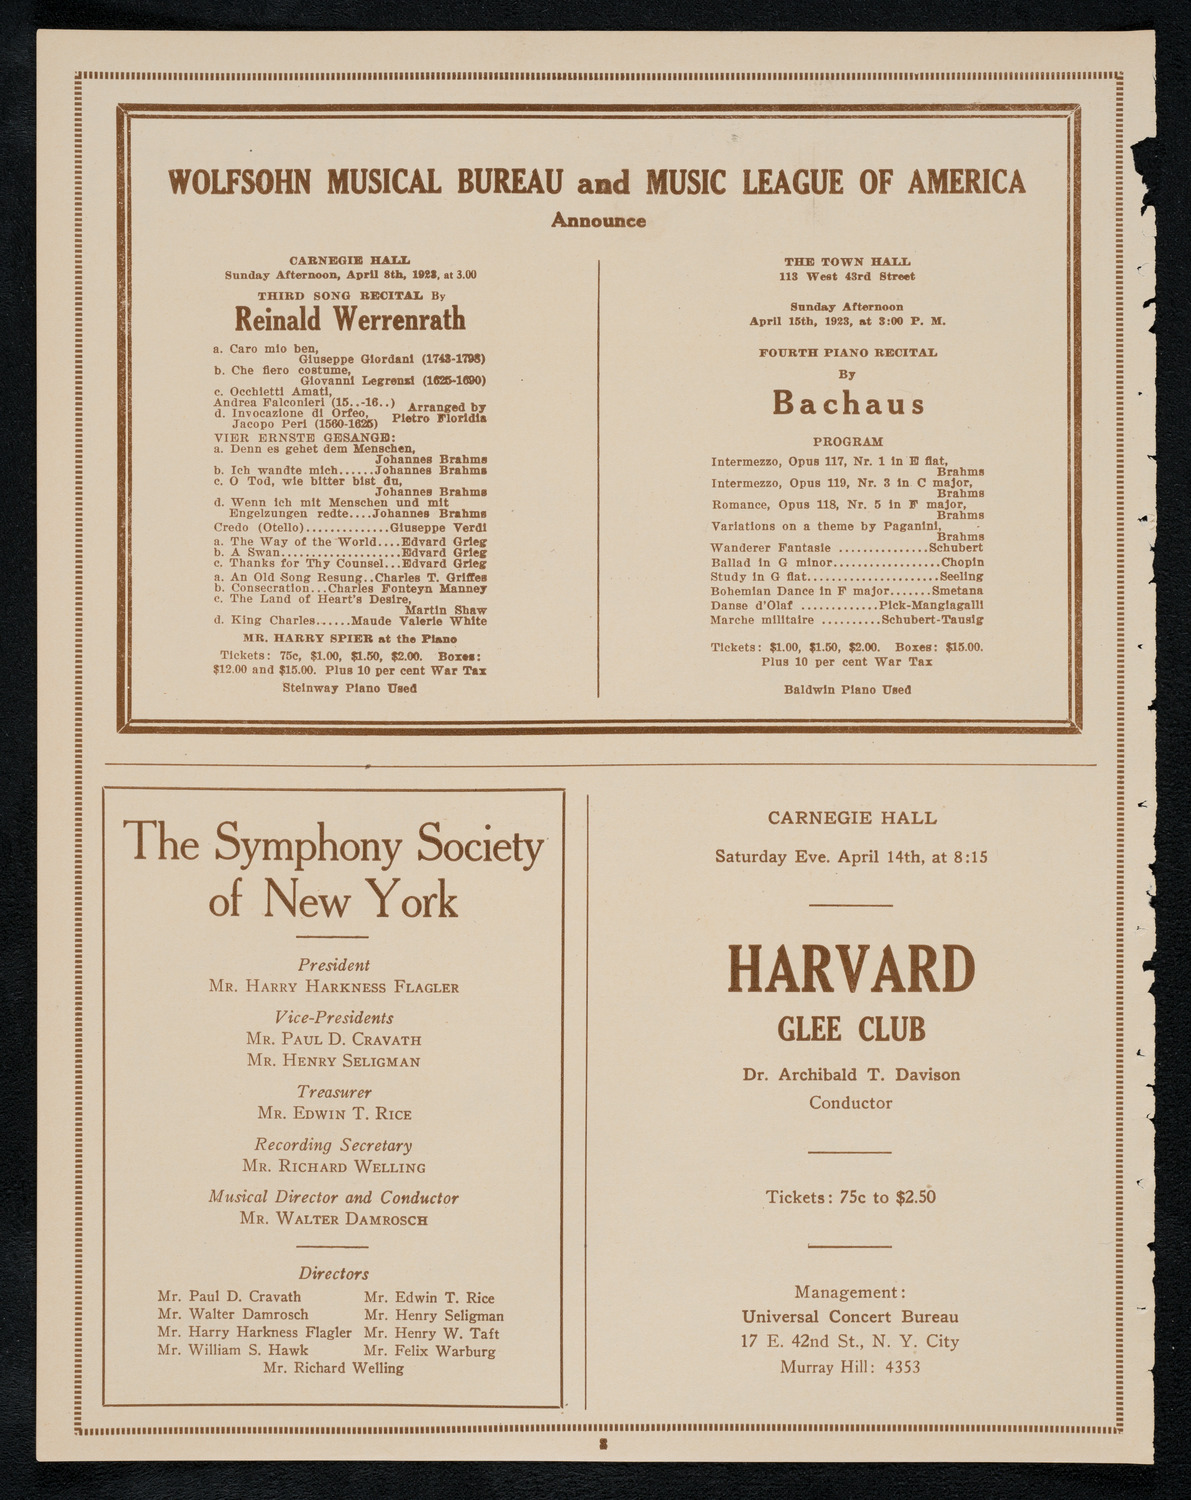 WOLFSOHN MUSICAL BUREAU and MUSIC LEAGUE OF AMERICA
Announce
CARNEGIE HALL
Sunday Afternoon, April 8th, 1923, at 3.00
THIRD SONG RECITAL By
Reinald Werrenrath
a. Caro mio ben,
Giuseppe Giordani (1743-1798)
b. Che fiero costume,
Giovanni Legrenzi (1625-1690)
c. Occhietti Amati,
Andrea Falconieri (15..-16..)
d. Invocazione di Orfeo,
Jacopo Peri (1560-1625)
Arranged by
Pietro Floridia
VIER ERNSTE GESANGE:
a. Denn es gehet dem Menschen,
Johannes Brahms
b. Ich wandte mich......Johannes Brahms
c. O Tod, wie bitter bist du,
Johannes Brahms
d. Wenn ich mit Menschen und mit
Engelzungen redte....Johannes Brahms
Credo (Otello)..............Giuseppe Verdi
a. The Way of the World....Edvard Grieg
b. A Swan....................Edvard Grieg
c. Thanks for Thy Counsel...Edvard Grieg
a. An Old Song Resung..Charles T. Griffes
b. Consecration...Charles Fonteyn Manney
c. The Land of Heart's Desire,
Martin Shaw
d. King Charles......Maude Valerie White
MR. HARRY SPIER at the Piano
Tickets: 75c, $1.00, $1.50, $2.00. Boxes:
$12.00 and $15.00. Plus 10 per cent War Tax
Steinway Piano Used
THE TOWN HALL
113 West 43rd Street
Sunday Afternoon
April 15th, 1923, at 3:00 P. M.
FOURTH PIANO RECITAL
By
Bachaus
PROGRAM
Intermezzo, Opus 117, Nr. 1 in E flat,
Brahms
Intermezzo, Opus 119, Nr. 3 in C major,
Brahms
Romance, Opus 118, Nr. 5 in F major,
Brahms
Variations on a theme by Paganini,
Brahms
Wanderer Fantasie ...............Schubert
Ballad in G minor..................Chopin
Study in G flat......................Seeling
Bohemian Dance in F major.......Smetana
Danse d'Olaf ............Pick-Mangiagalli
Marche militaire ..........Schubert-Tausig
Tickets: $1.00, $1.50, $2.00. Boxes: $15.00.
Plus 10 per cent War Tax
Baldwin Piano Used
The Symphony Society
of New York
President
MR. HARRY HARKNESS FLAGLER
Vice-Presidents
MR. PAUL D. CRAVATH
MR. HENRY SELIGMAN
Treasurer
MR. EDWIN T. RICE
Recording Secretary
MR. RICHARD WELLING
Musical Director and Conductor
MR. WALTER DAMROSCH
Directors
Mr. Paul D. Cravath Mr. Edwin T. Rice
Mr. Walter Damrosch Mr. Henry Seligman
Mr. Harry Harkness Flagler Mr. Henry W. Taft
Mr. William S. Hawk Mr. Felix Warburg
Mr. Richard Welling
CARNEGIE HALL
Saturday Eve. April 14th, at 8:15
HARVARD
GLEE CLUB
Dr. Archibald T. Davison
Conductor
Tickets: 75c to $2.50
Management:
Universal Concert Bureau
17 E. 42nd St., N. Y. City
Murray Hill: 4353